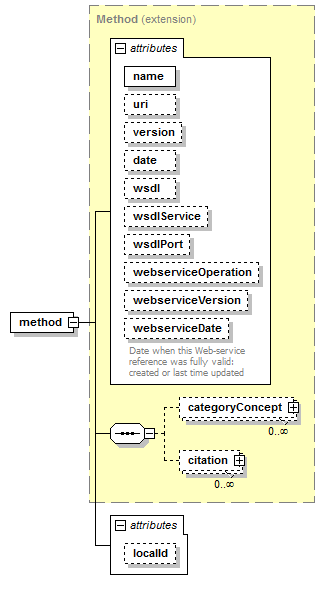 Method (extension)
attributes
name
uri
version
date
wsdl
wsdlService
wsdlPort
webserviceOperation
webserviceVersion
webserviceDate
Date when this Web-service
reference was fully valid:
created or last time updated
method
categoryConcept
0..∞
citation
0..∞
attributes
localId